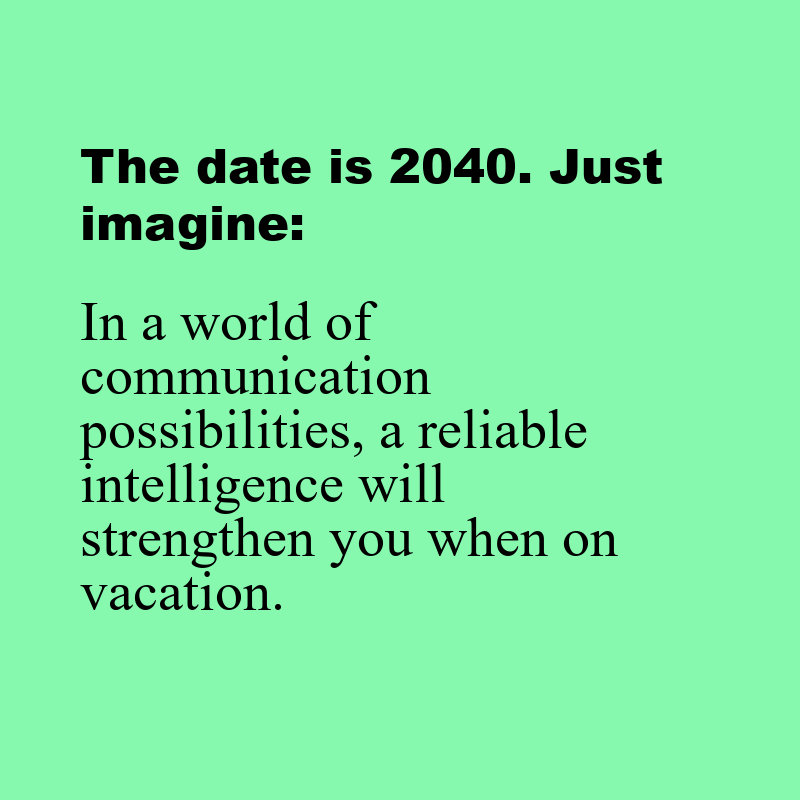 The date is 2040. Just
imagine:
In a world of
communication
possibilities, a reliable
intelligence will
strengthen you when on
vacation.